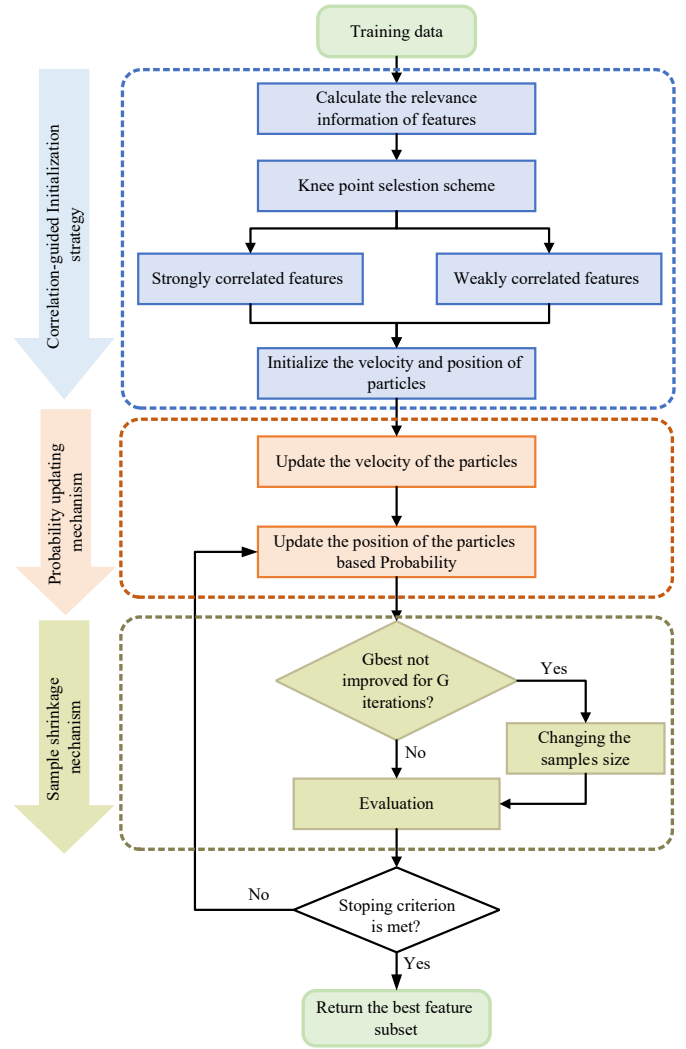 Training data
Correlation-guided Initialization
strategy
Calculate the relevance
information of features
Knee point selection scheme
Strongly correlated features
Weakly correlated features
Initialize the velocity and position of
particles
Probability updating
mechanism
Update the velocity of the particles
Update the position of the particles
based Probability
Sample shrinkage
nechanism
Gbest not
improved for G
iterations?
Yes
Changing the
samples size
No
Evaluation
No
Stoping criterion
is met?
Yes
Return the best feature
subset